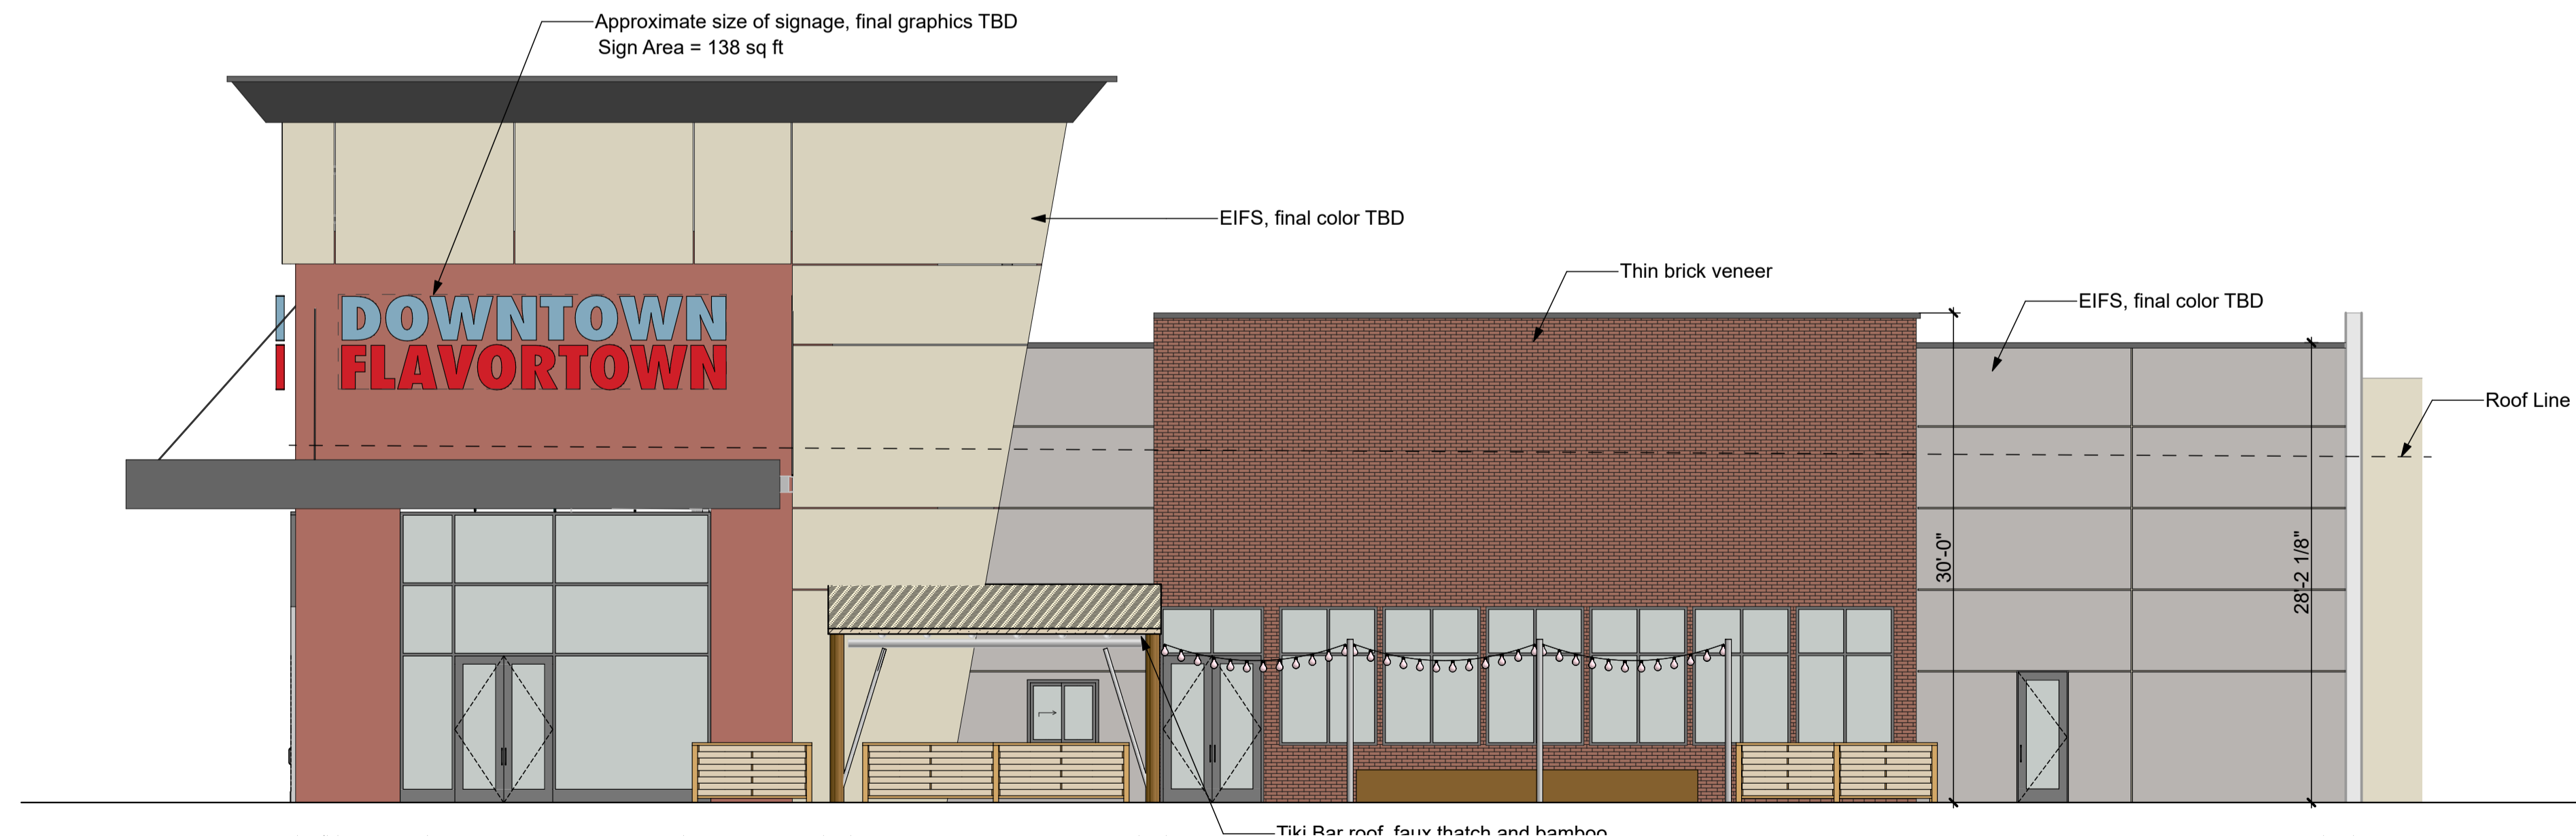 Approximate size of signage, final graphics TBD
Sign Area = 138 sq ft
EIFS, final color TBD
Thin brick veneer
EIFS, final color TBD
DOWNTOWN
FLAVORTOWN
Roof Line
30'-0"
28'-2 1/8"
Tiki Bar roof, faux thatch and bamboo